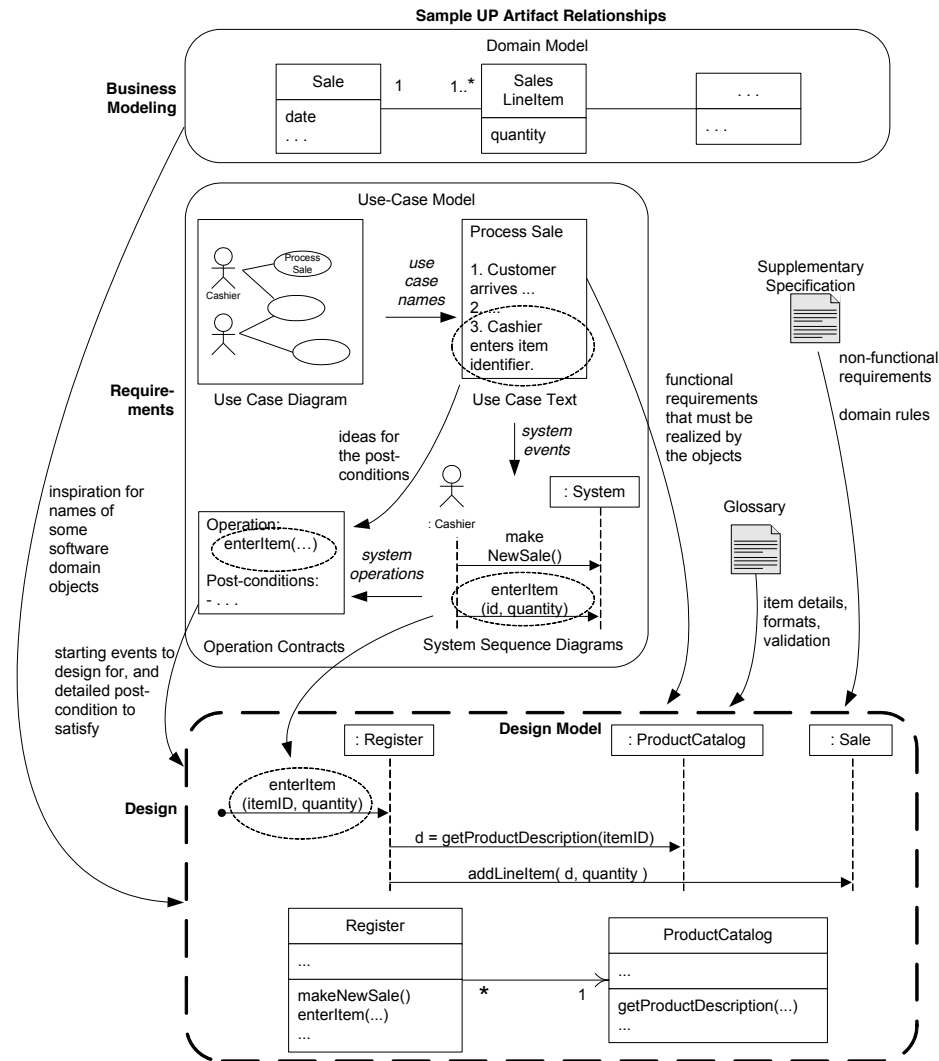 Sample UP Artifact Relationships
Domain Model
Business
Modeling
Sale
date
. . .
1
1..*
Sales
LineItem
quantity
. . .
. . .
Use-Case Model
Require-
ments
Process
Sale
Cashier
Use Case Diagram
use
case
names
Process Sale
1. Customer
arrives ...
2. ...
3. Cashier
enters item
identifier.
Use Case Text
Supplementary
Specification
non-functional
requirements
domain rules
functional
requirements
that must be
realized by
the objects
ideas for
the post-
conditions
system
events
inspiration for
names of
some
software
domain
objects
Operation:
enterItem(…)
Post-conditions:
- . . .
Operation Contracts
system
operations
: Cashier
: System
make
NewSale()
enterItem
(id, quantity)
System Sequence Diagrams
Glossary
item details,
formats,
validation
starting events to
design for, and
detailed post-
condition to
satisfy
Design Model
Design
: Register
: ProductCatalog
: Sale
enterItem
(itemID, quantity)
d = getProductDescription(itemID)
addLineItem( d, quantity )
Register
...
makeNewSale()
enterItem(...)
...
*
1
ProductCatalog
...
getProductDescription(...)
...